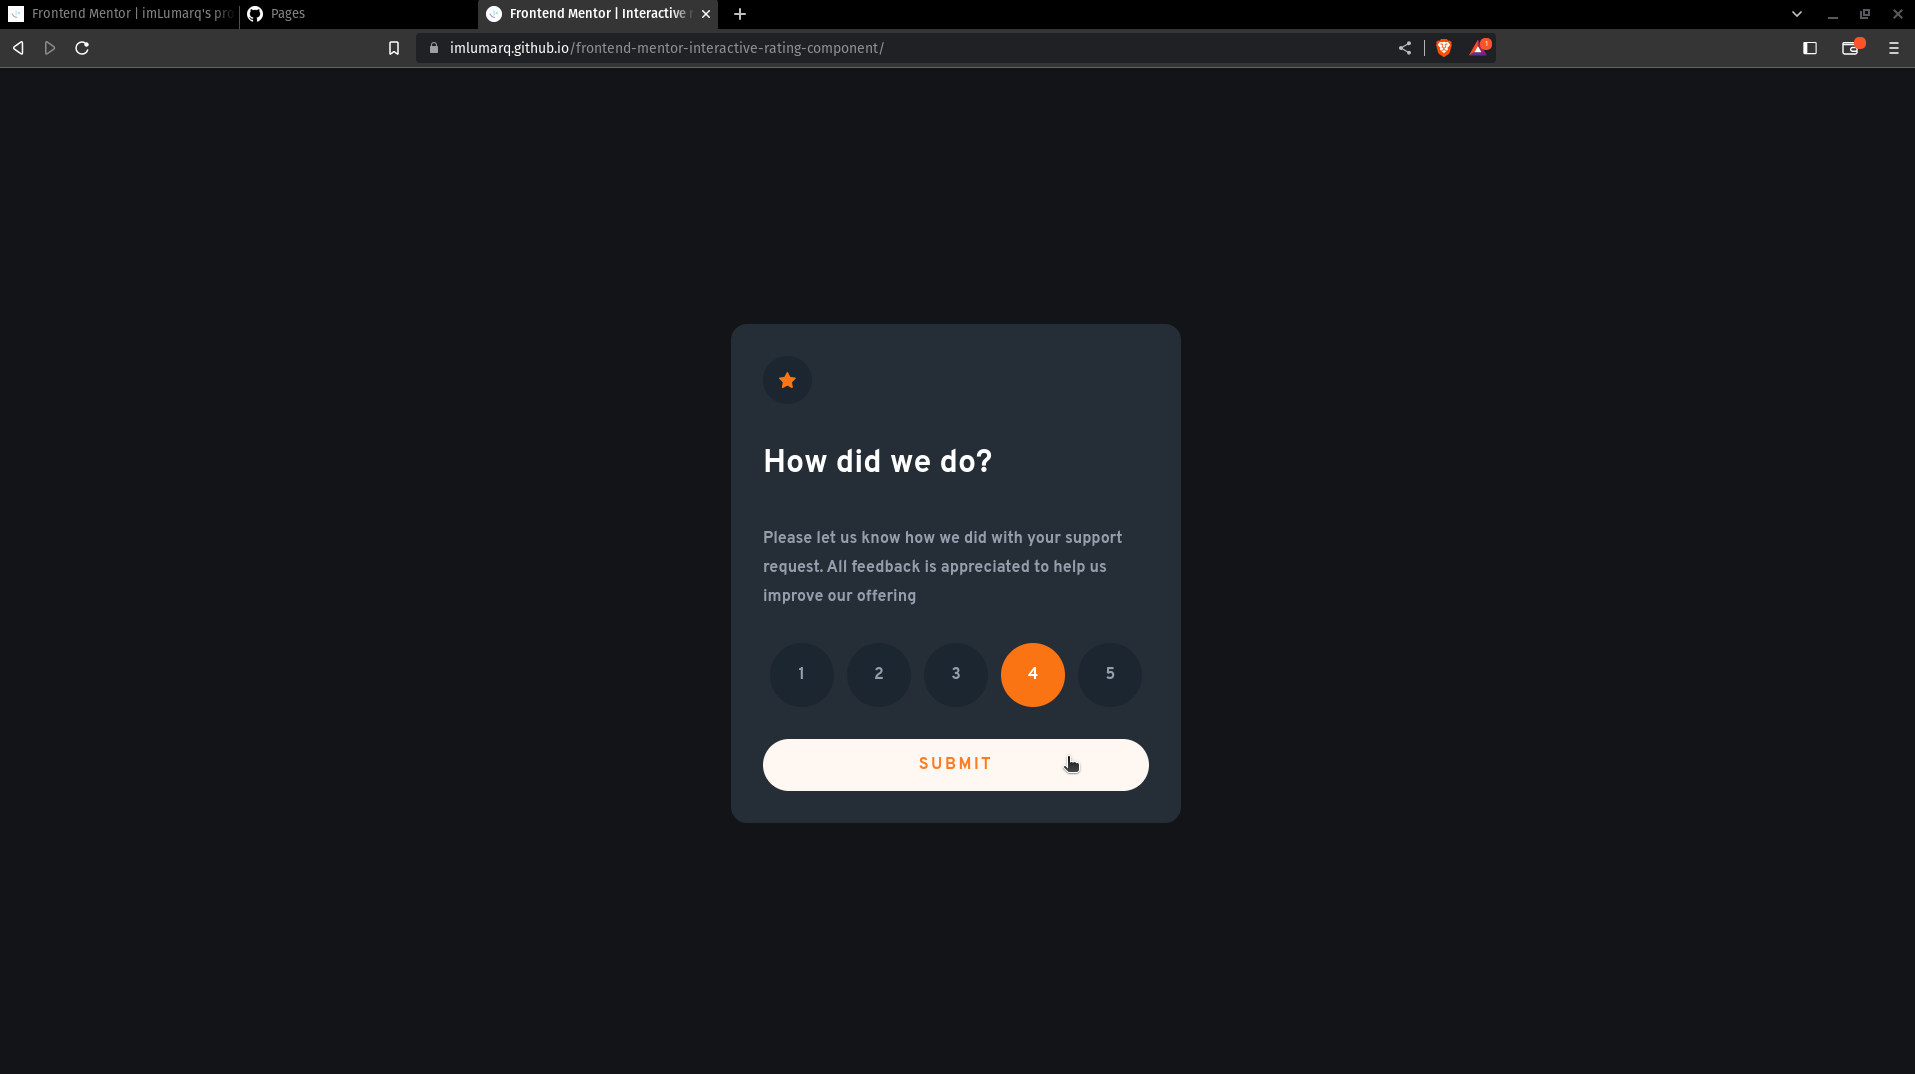 Frontend Mentor | imLumarq's pro
Pages
Frontend Mentor | Interactive
imlumarq.github.io/frontend-mentor-interactive-rating-component/
1
How did we do?
Please let us know how we did with your support
request. All feedback is appreciated to help us
improve our offering
1 2 3 4 5
SUBMIT